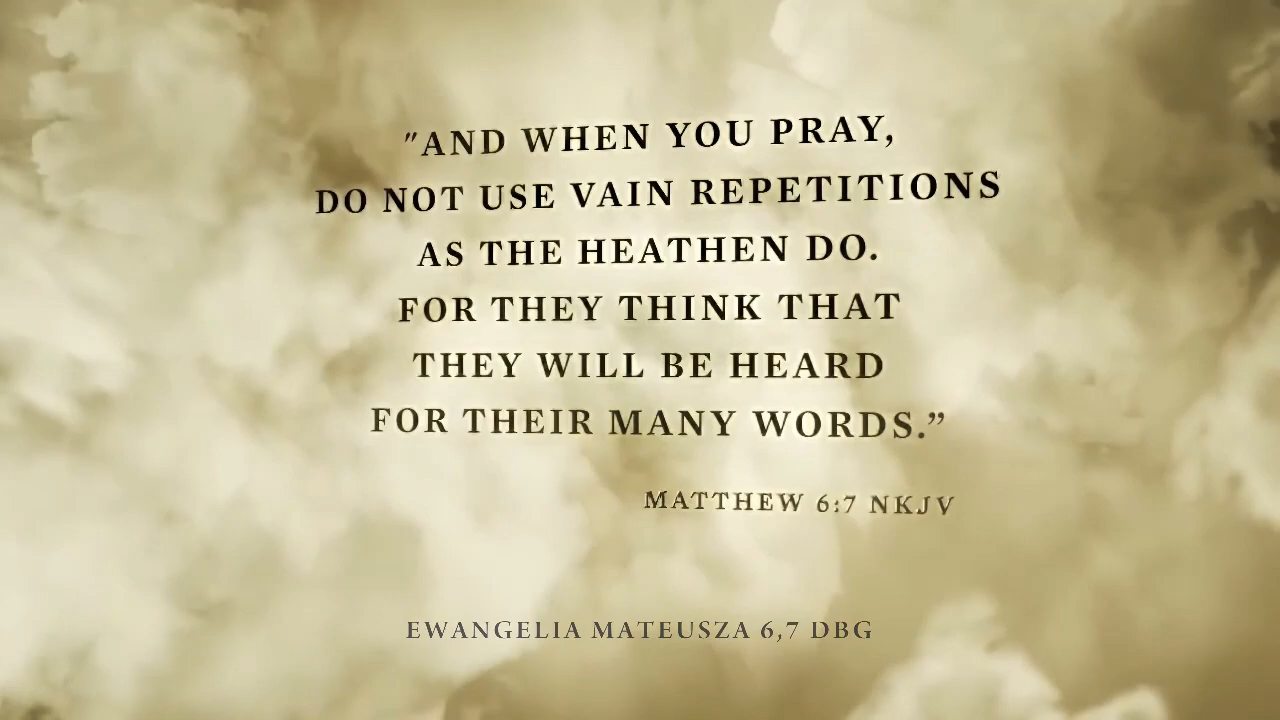 "AND WHEN YOU PRAY,
DO NOT USE VAIN REPETITIONS
AS THE HEATHEN DO.
FOR THEY THINK THAT
THEY WILL BE HEARD
FOR THEIR MANY WORDS.”
MATTHEW 6:7 NKJV
EWANGELIA MATEUSZA 6,7 DBG